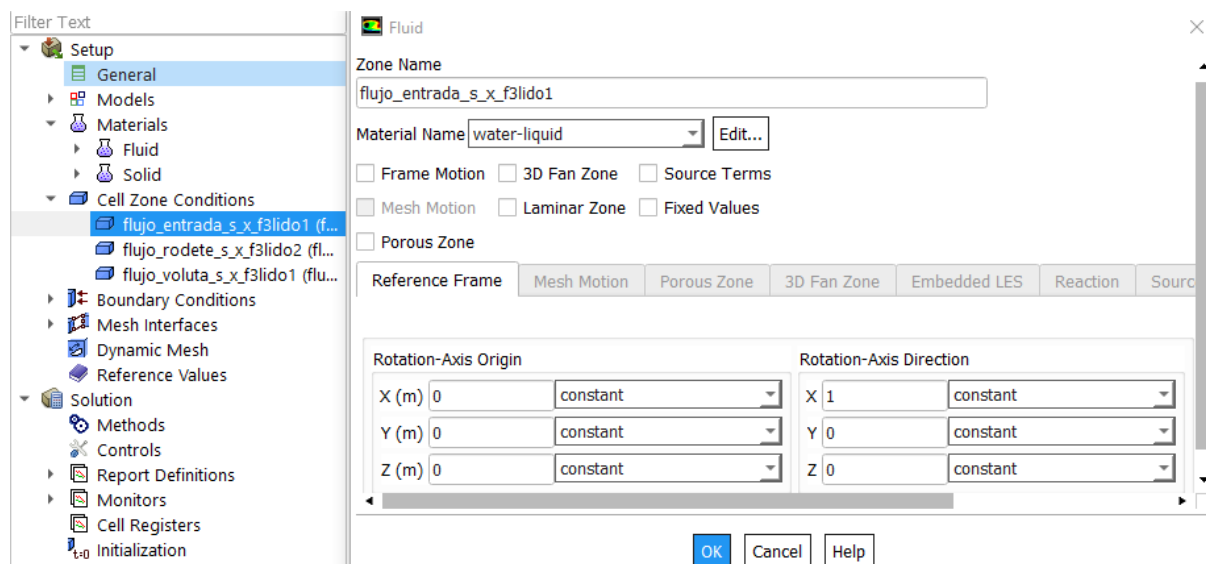 Filter Text
Setup
General
Models
Materials
Fluid
Solid
Cell Zone Conditions
flujo_entrada_s_x_f3lido1 (f...
flujo_rodete_s_x_f3lido2 (fl...
flujo_voluta_s_x_f3lido1 (flu...
Boundary Conditions
Mesh Interfaces
Dynamic Mesh
Reference Values
Solution
Methods
Controls
Report Definitions
Monitors
Cell Registers
t=0 Initialization
Fluid
Zone Name
flujo_entrada_s_x_f3lido1
Material Name water-liquid Edit...
Frame Motion 3D Fan Zone Source Terms
Mesh Motion Laminar Zone Fixed Values
Porous Zone
Reference Frame Mesh Motion Porous Zone 3D Fan Zone Embedded LES Reaction Sourc
Rotation-Axis Origin Rotation-Axis Direction
X (m) 0 constant X 1 constant
Y (m) 0 constant Y 0 constant
Z (m) 0 constant Z 0 constant
OK Cancel Help